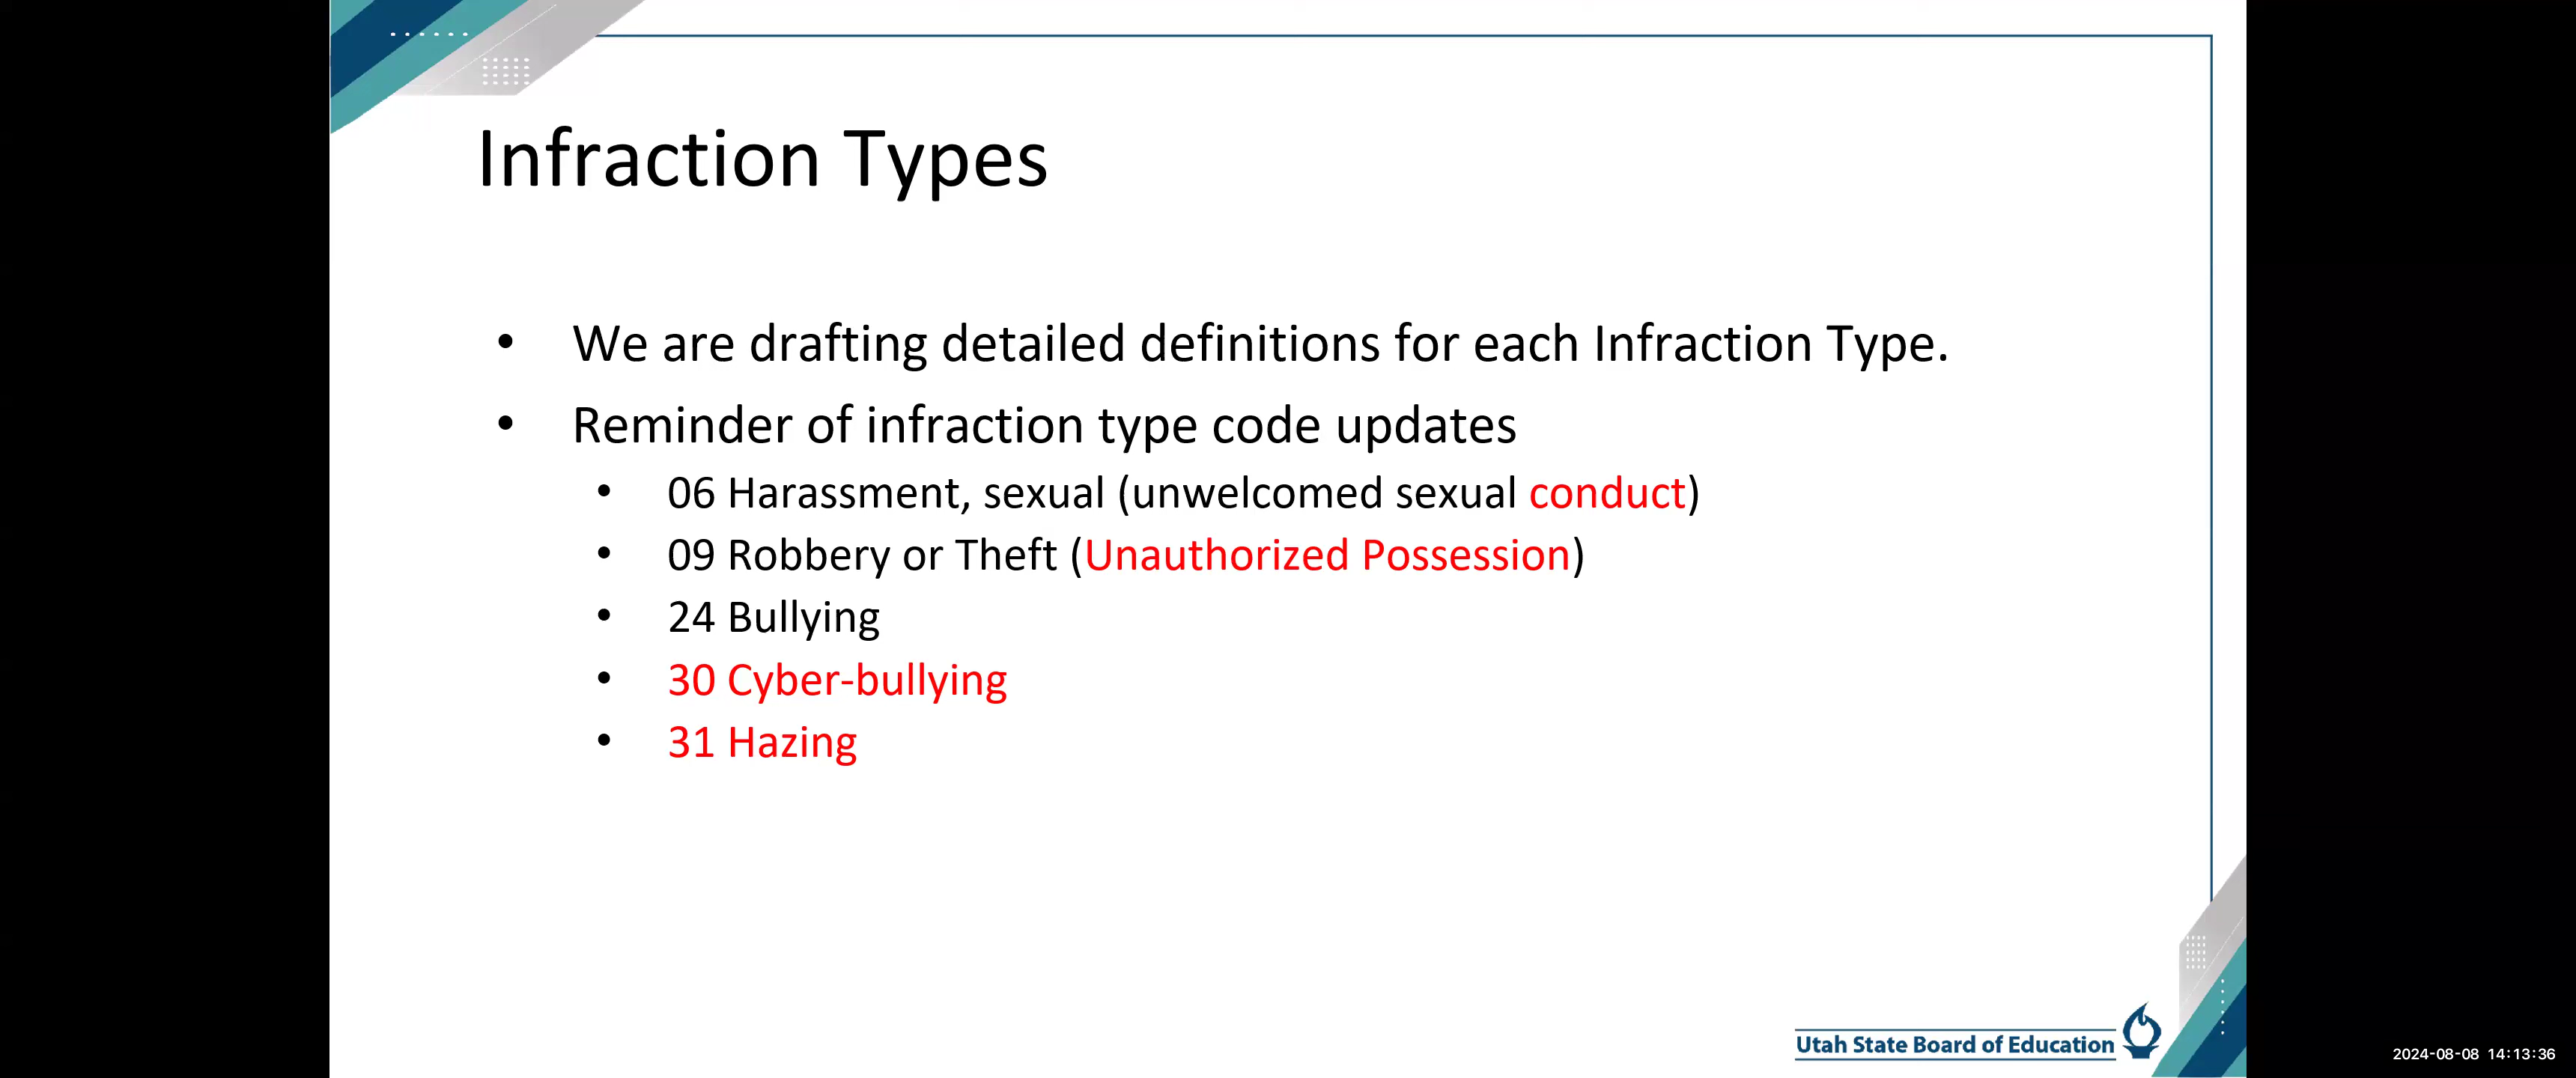 Infraction Types
• We are drafting detailed definitions for each Infraction Type.
• Reminder of infraction type code updates
• 06 Harassment, sexual (unwelcomed sexual conduct)
• 09 Robbery or Theft (Unauthorized Possession)
• 24 Bullying
• 30 Cyber-bullying
• 31 Hazing
Utah State Board of Education
2024-08-08 14:13:36